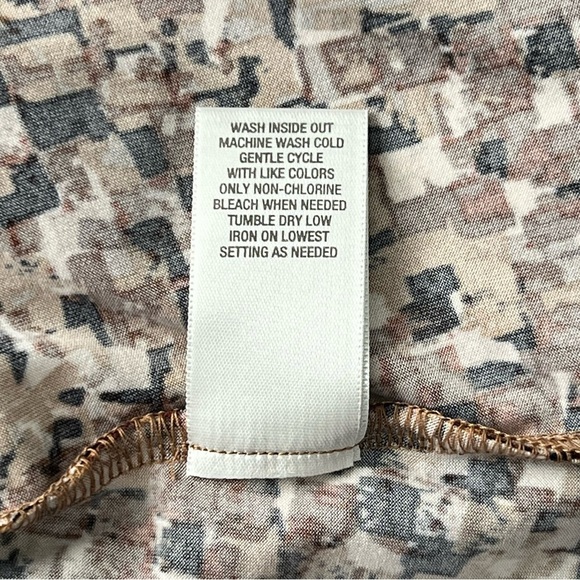 WASH INSIDE OUT
MACHINE WASH COLD
GENTLE CYCLE
WITH LIKE COLORS
ONLY NON-CHLORINE
BLEACH WHEN NEEDED
TUMBLE DRY LOW
IRON ON LOWEST
SETTING AS NEEDED